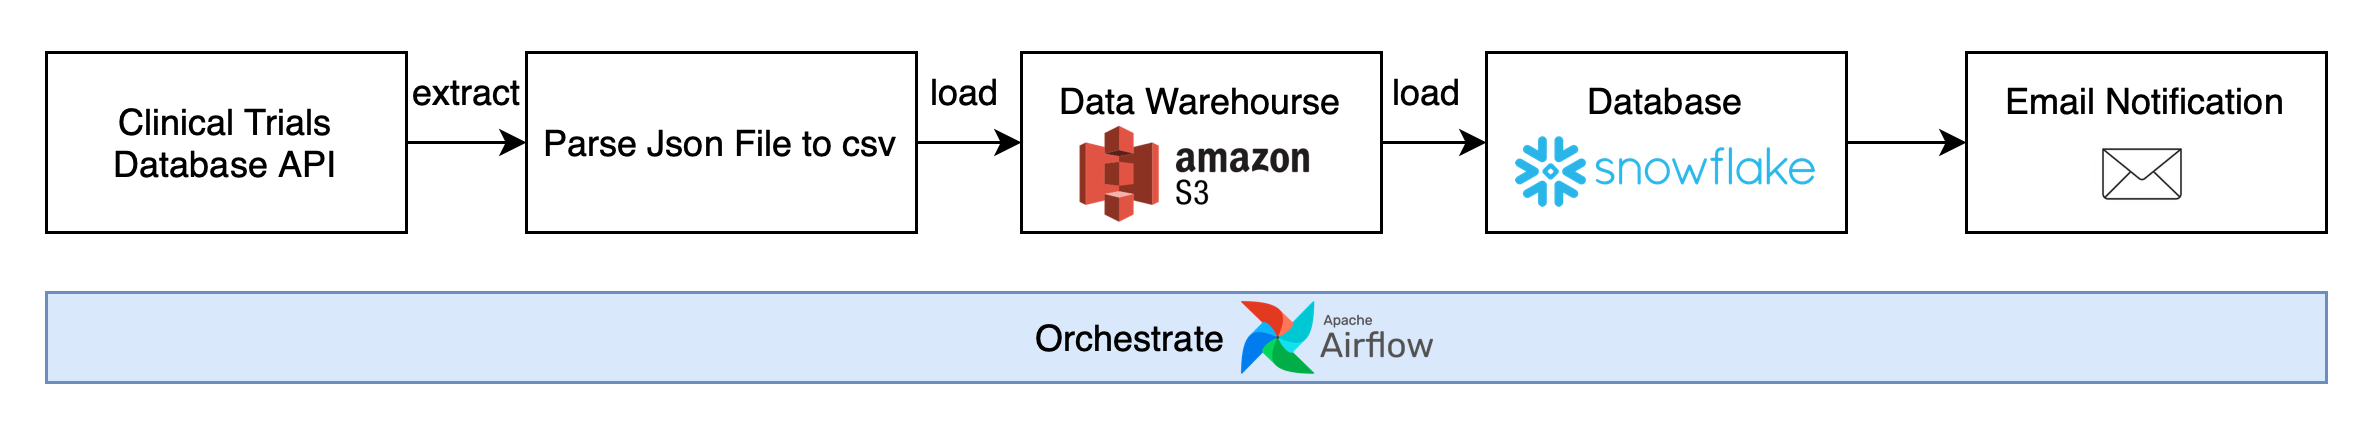 Clinical Trials
Database API
extract
Parse Json File to csv
load
Data Warehourse
amazon
S3
load
Database
snowflake
Email Notification
Orchestrate
Apache
Airflow